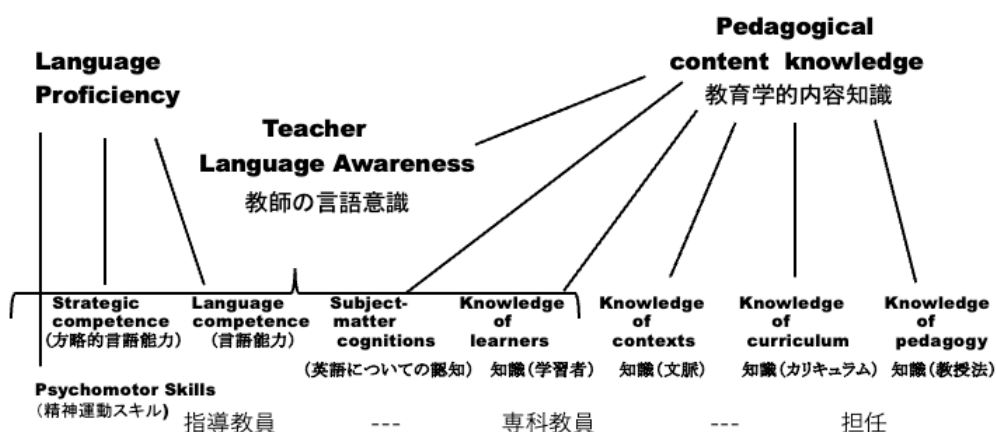 Pedagogical
content knowledge
教育学的内容知識
Language
Proficiency
Teacher
Language Awareness
教師の言語意識
Strategic
competence
(方略的言語能力)
Language
competence
(言語能力)
Subject-
matter
cognitions
(英語についての認知)
Knowledge
of
learners
知識(学習者)
Knowledge
of
contexts
知識(文脈)
Knowledge
of
curriculum
知識(カリキュラム)
Knowledge
of
pedagogy
知識(教授法)
Psychomotor Skills
(精神運動スキル)
指導教員 --- 専科教員 --- 担任